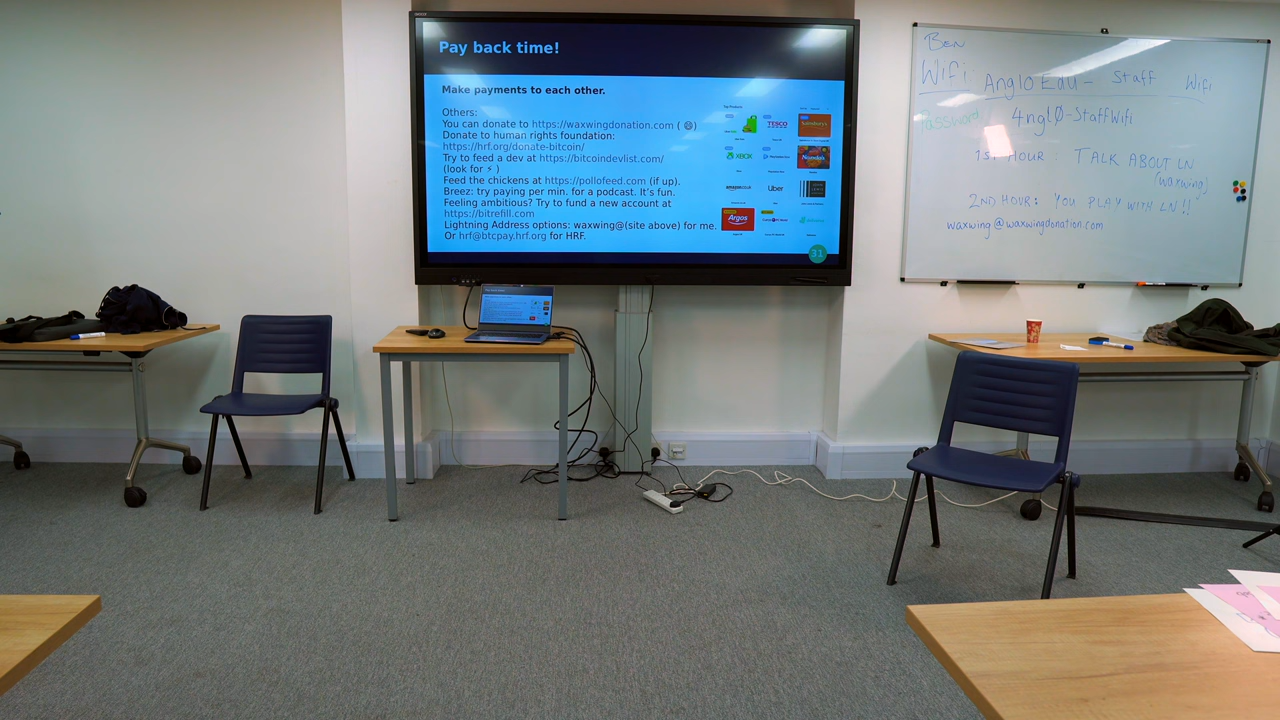 Pay back time!
Make payments to each other.
Others:
You can donate to https://waxwingdonation.com ( 😄)
Donate to human rights foundation:
https://hrf.org/donate-bitcoin/
Try to feed a dev at https://bitcoindevlist.com/
(look for ⚡ )
Feed the chickens at https://pollofeed.com (if up).
Breez: try paying per min. for a podcast. It's fun.
Feeling ambitious? Try to fund a new account at
https://bitrefill.com
Lightning Address options: waxwing@(site above) for me.
Or hrf@btcpay.hrf.org for HRF.
TESCO
Sainsbury's
XBOX
Nando's
amazon.co.uk
Uber
Argos
31
Ben
Wifi: Anglo Edu - Staff Wifi
Password 4nglØ-StaffWifi
1ST HOUR : TALK ABOUT LN
(waxwing)
2ND HOUR: YOU PLAY WITH LN!!
waxwing@waxwingdonation.com